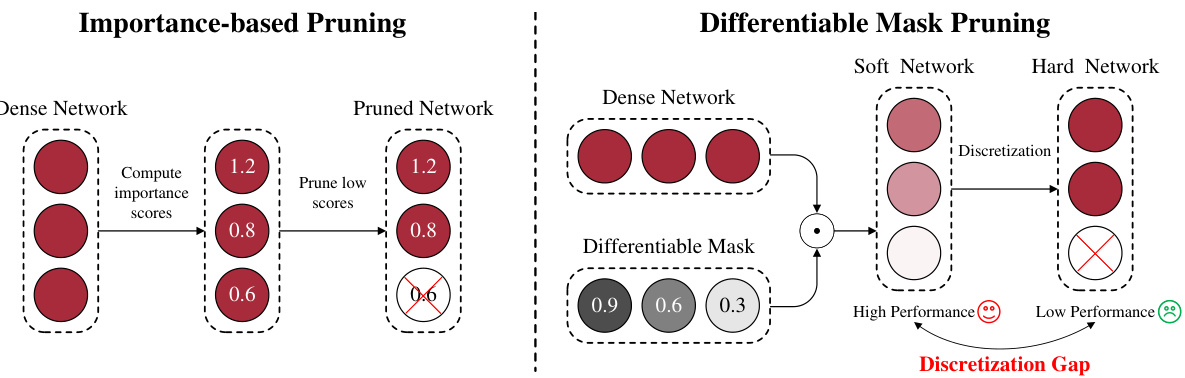 Importance-based Pruning
Dense Network
Compute
importance
scores
1.2
0.8
0.6
Prune low
scores
Pruned Network
1.2
0.8
0.6
Differentiable Mask Pruning
Dense Network
Differentiable Mask
0.9 0.6 0.3
Soft Network
Discretization
Hard Network
High Performance
Low Performance
Discretization Gap